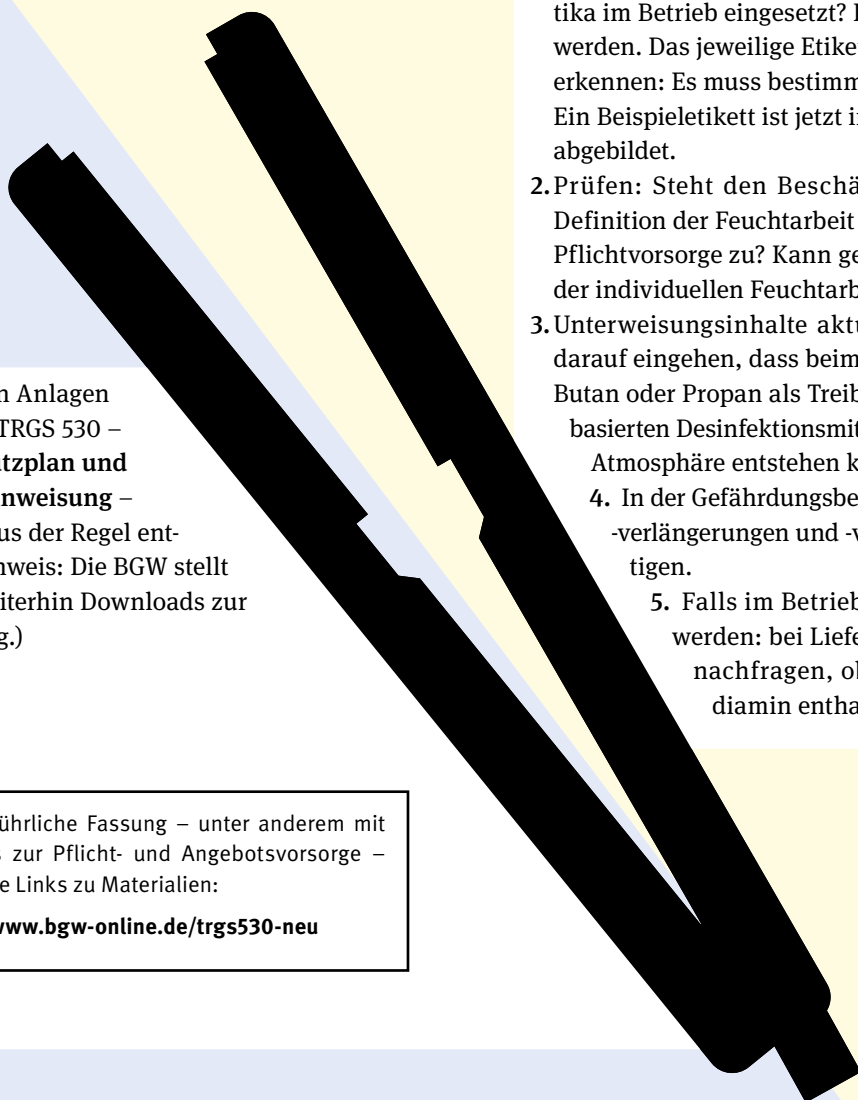 n Anlagen
TRGS 530 –
tzplan und
nweisung –
us der Regel ent-
nweis: Die BGW stellt
iterhin Downloads zur
g.)
ührliche Fassung – unter anderem mit
s zur Pflicht- und Angebotsvorsorge –
e Links zu Materialien:
www.bgw-online.de/trgs530-neu
tika im Betrieb eingesetzt?
werden. Das jeweilige Etike
erkennen: Es muss bestimm
Ein Beispieletikett ist jetzt i
abgebildet.
2. Prüfen: Steht den Beschä
Definition der Feuchtarbeit
Pflichtvorsorge zu? Kann ge
der individuellen Feuchtarb
3. Unterweisungsinhalte aktu
darauf eingehen, dass beim
Butan oder Propan als Treib
basierten Desinfektionsmit
Atmosphäre entstehen k
4. In der Gefährdungsbe
-verlängerungen und -v
tigen.
5. Falls im Betrieb
werden: bei Liefe
nachfragen, ob
diamin entha